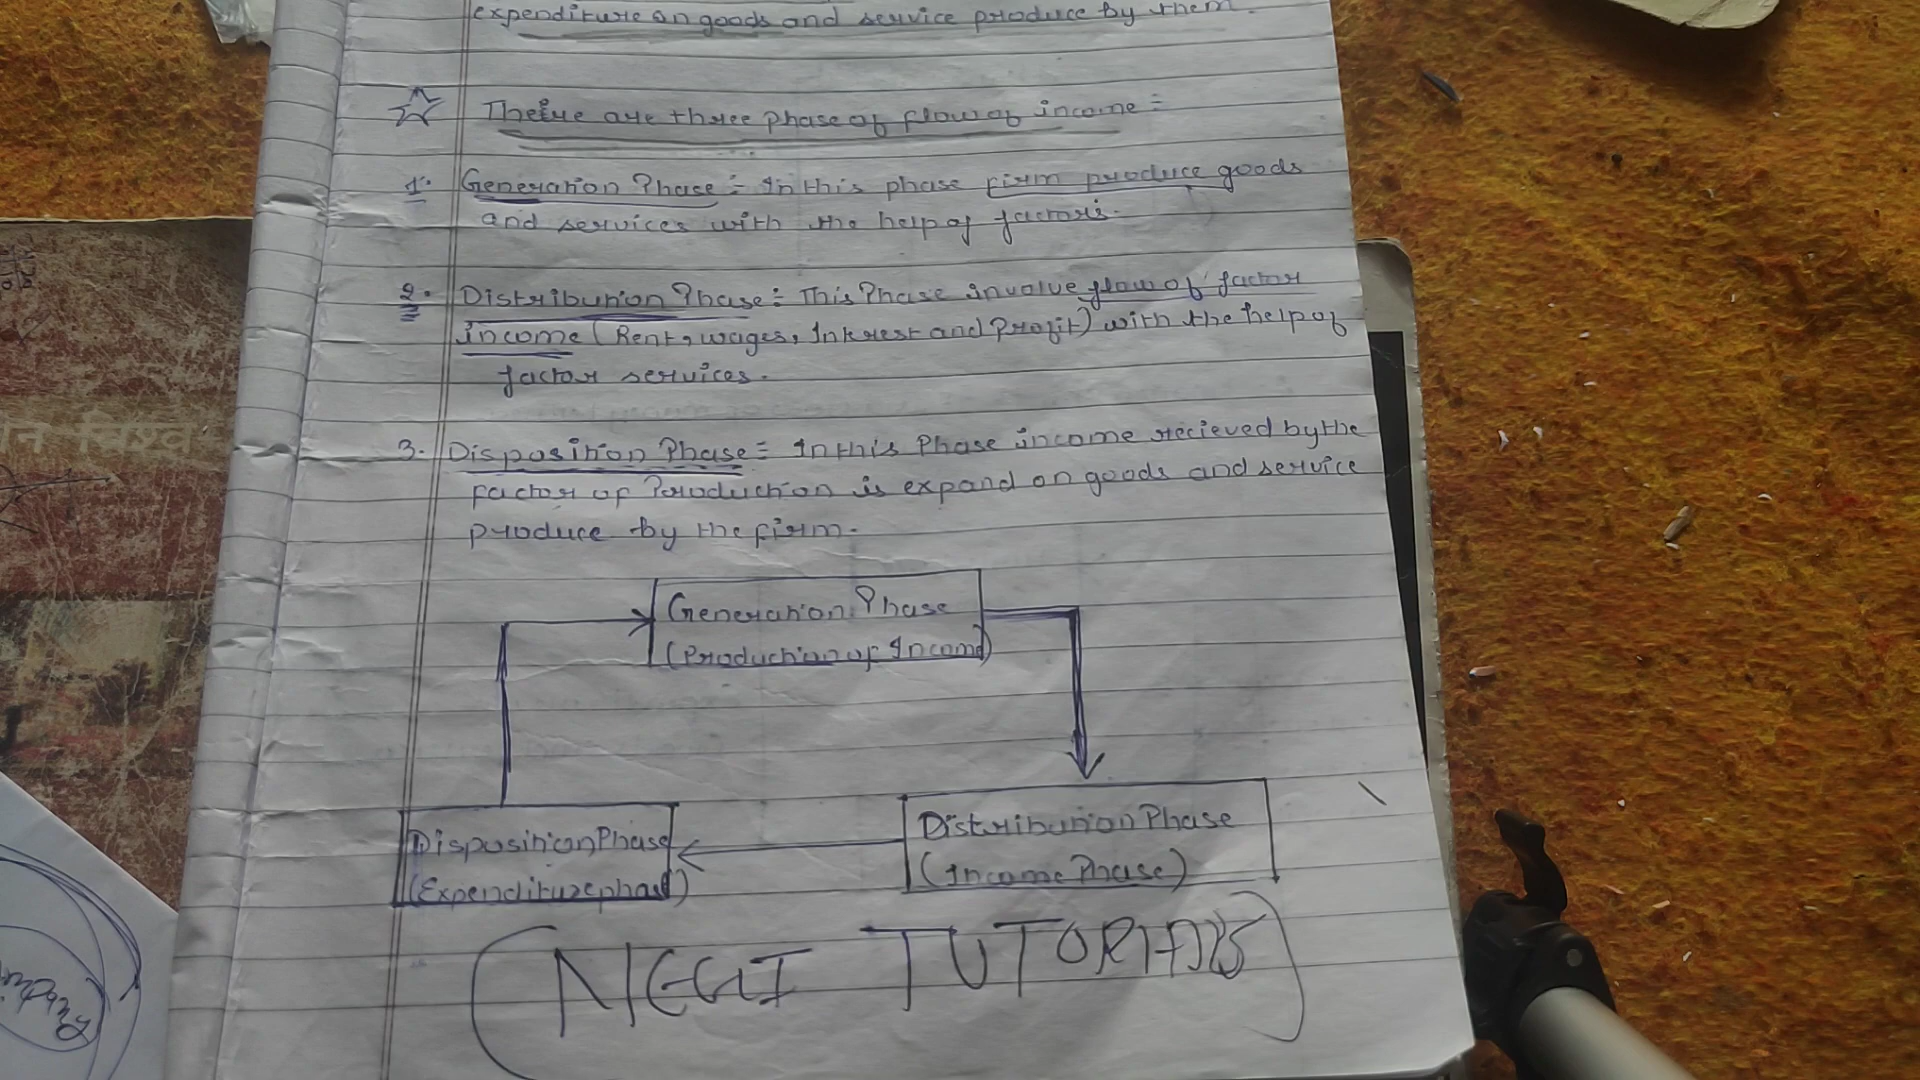 expenditure on goods and service produce by them.
There are three Phase of flow of income =
1. Generation Phase = In this phase firm produce goods
and services with the help of factors.
2. Distribution Phase = This Phase involve flow of factor
income (Rent, wages, Interest and Profit) with the help of
factor services.
3. Disposition Phase = In this Phase income recieved by the
factor of Production is expand on goods and service
produce by the firm.
Generation Phase
(Production of Income)
Distribution Phase
(Income Phase)
Disposition Phase
(Expenditure phase)
NEGI TUTORIALS
न विश्व